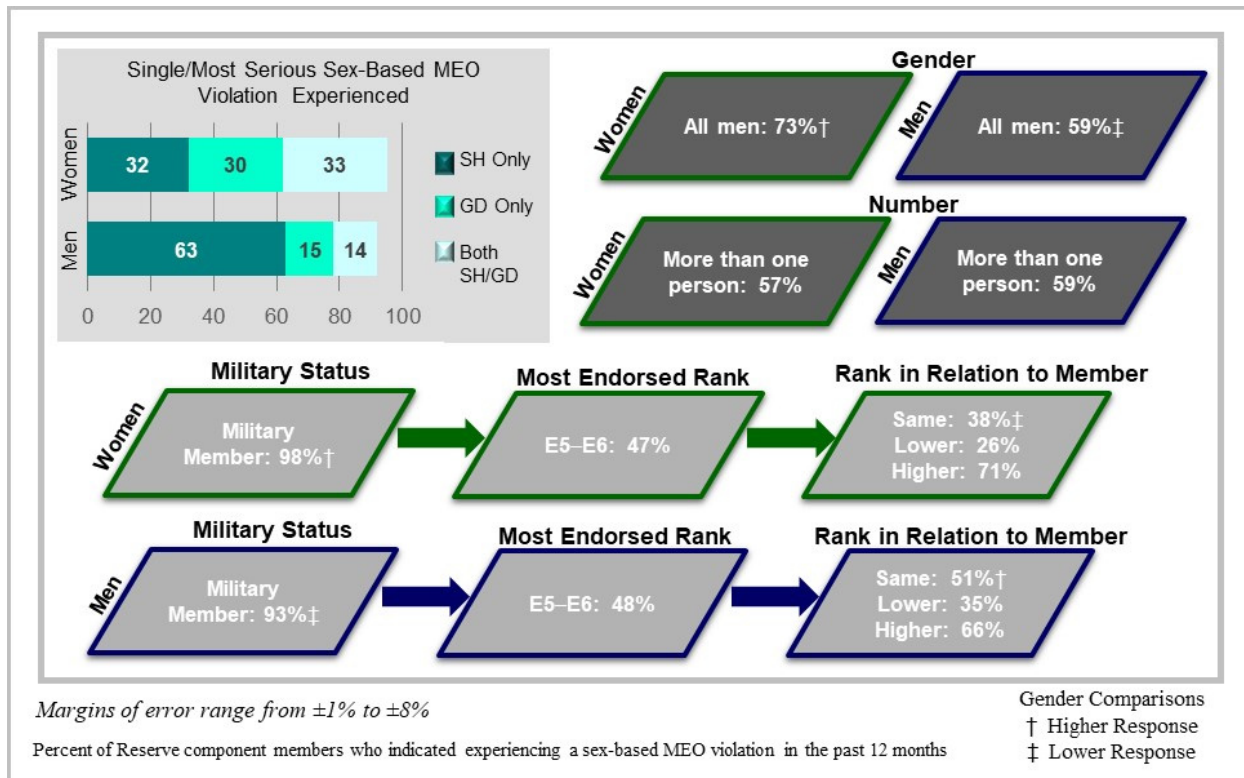 Single/Most Serious Sex-Based MEO
Violation Experienced
Women
32
30
33
Men
63
15
14
0
20
40
60
80
100
SH Only
GD Only
Both
SH/GD
Gender
Women
All men: 73%†
Men
All men: 59%‡
Number
Women
More than one
person: 57%
Men
More than one
person: 59%
Military Status
Most Endorsed Rank
Rank in Relation to Member
Women
Military
Member: 98%†
E5–E6: 47%
Same: 38%‡
Lower: 26%
Higher: 71%
Military Status
Most Endorsed Rank
Rank in Relation to Member
Men
Military
Member: 93%‡
E5–E6: 48%
Same: 51%†
Lower: 35%
Higher: 66%
Margins of error range from ±1% to ±8%
Percent of Reserve component members who indicated experiencing a sex-based MEO violation in the past 12 months
Gender Comparisons
† Higher Response
‡ Lower Response